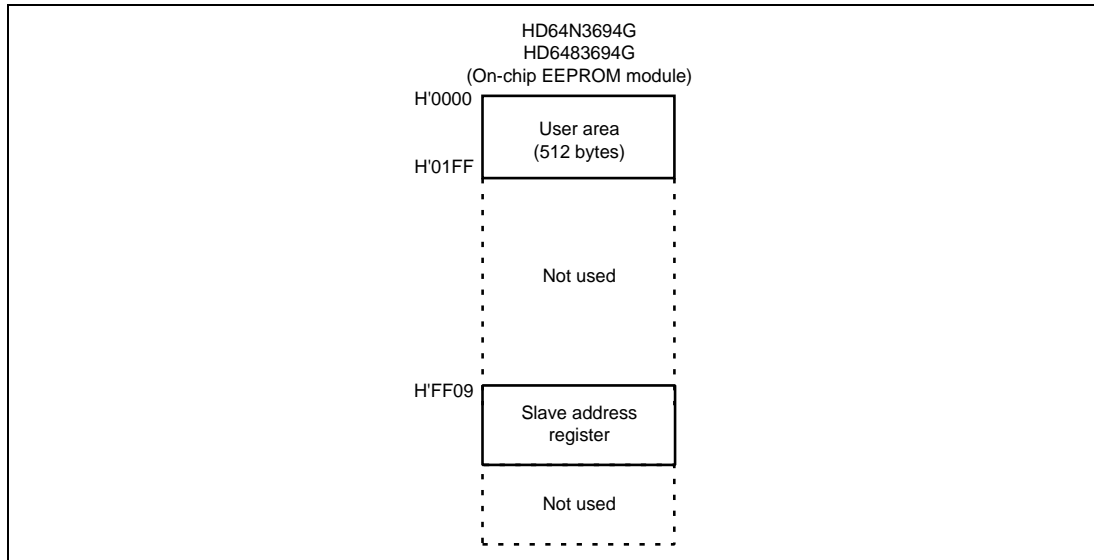 HD64N3694G
HD6483694G
(On-chip EEPROM module)
H'0000
User area
(512 bytes)
H'01FF
Not used
H'FF09
Slave address
register
Not used